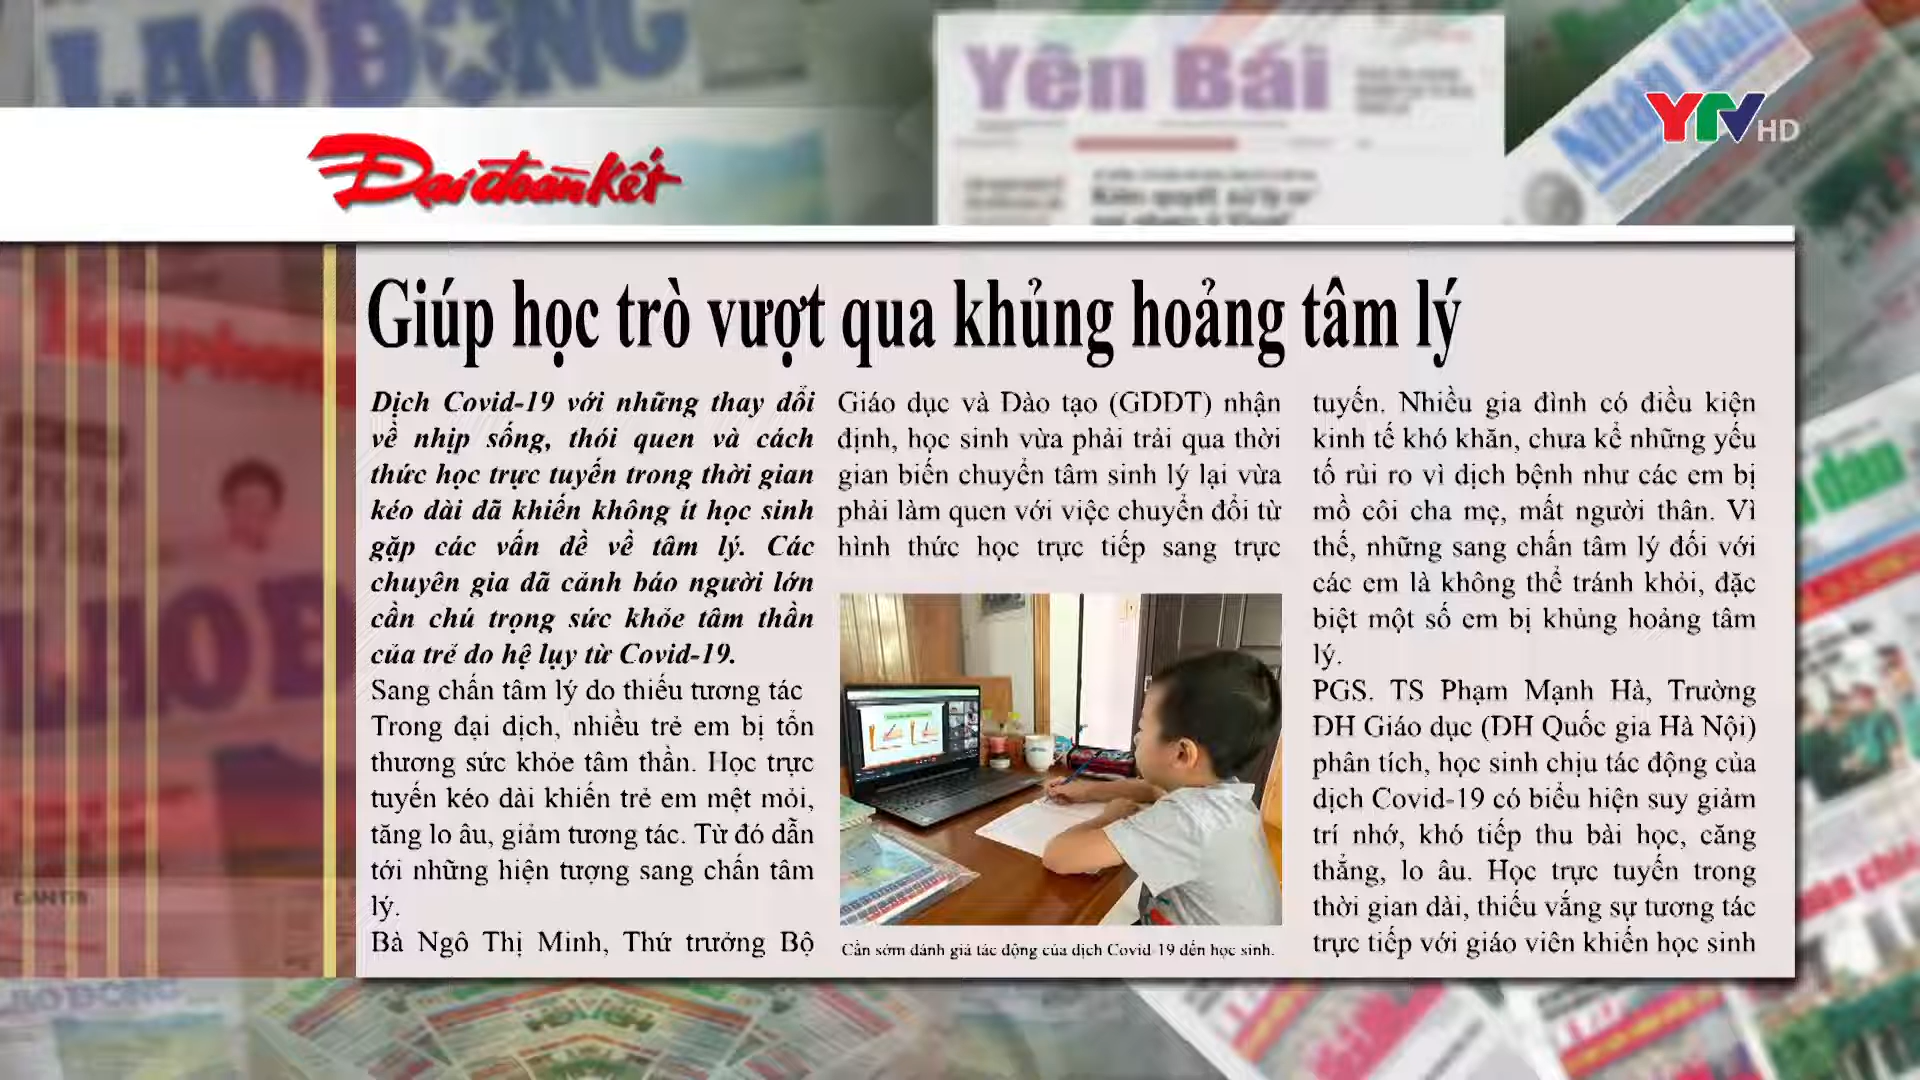 LAO ĐỘNG
Yên Bái
Nhân Dân
YTV HD
Đại đoàn kết
Giúp học trò vượt qua khủng hoảng tâm lý
Dịch Covid-19 với những thay đổi
về nhịp sống, thói quen và cách
thức học trực tuyến trong thời gian
kéo dài đã khiến không ít học sinh
gặp các vấn đề về tâm lý. Các
chuyên gia đã cảnh báo người lớn
cần chú trọng sức khỏe tâm thần
của trẻ do hệ lụy từ Covid-19.
Sang chấn tâm lý do thiếu tương tác
Trong đại dịch, nhiều trẻ em bị tổn
thương sức khỏe tâm thần. Học trực
tuyến kéo dài khiến trẻ em mệt mỏi,
tăng lo âu, giảm tương tác. Từ đó dẫn
tới những hiện tượng sang chấn tâm
lý.
Bà Ngô Thị Minh, Thứ trưởng Bộ
Giáo dục và Đào tạo (GDĐT) nhận
định, học sinh vừa phải trải qua thời
gian biến chuyển tâm sinh lý lại vừa
phải làm quen với việc chuyển đổi từ
hình thức học trực tiếp sang trực
Cần sớm đánh giá tác động của dịch Covid-19 đến học sinh.
tuyến. Nhiều gia đình có điều kiện
kinh tế khó khăn, chưa kể những yếu
tố rủi ro vì dịch bệnh như các em bị
mồ côi cha mẹ, mất người thân. Vì
thế, những sang chấn tâm lý đối với
các em là không thể tránh khỏi, đặc
biệt một số em bị khủng hoảng tâm
lý.
PGS. TS Phạm Mạnh Hà, Trường
ĐH Giáo dục (ĐH Quốc gia Hà Nội)
phân tích, học sinh chịu tác động của
dịch Covid-19 có biểu hiện suy giảm
trí nhớ, khó tiếp thu bài học, căng
thẳng, lo âu. Học trực tuyến trong
thời gian dài, thiếu vắng sự tương tác
trực tiếp với giáo viên khiến học sinh
LAO ĐỘNG